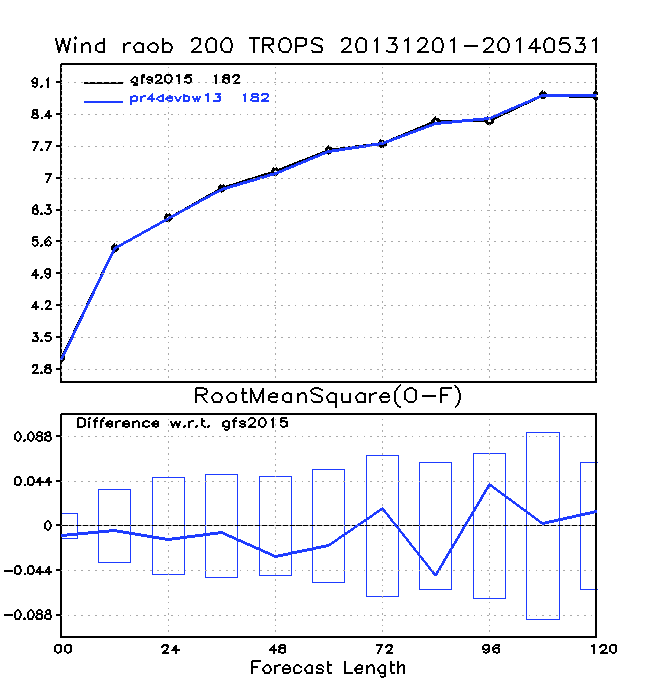 Wind raob 200 TROPS 20131201-20140531
gfs2015 182
pr4devbw13 182
9.1
8.4
7.7
7
6.3
5.6
4.9
4.2
3.5
2.8
RootMeanSquare(O-F)
Difference w.r.t. gfs2015
0.088
0.044
0
-0.044
-0.088
00 24 48 72 96 120
Forecast Length